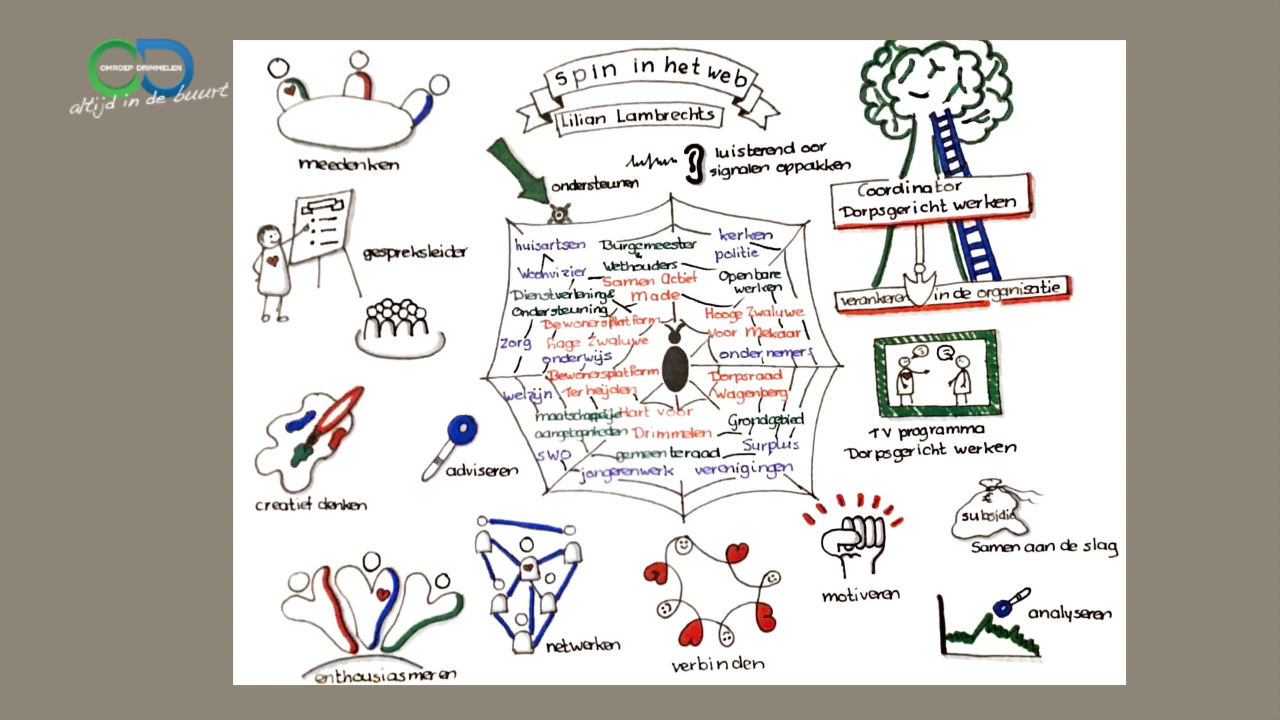 OMROEP DRIMMELEN
altijd in de buurt
spin in het web
Lilian Lambrechts
meedenken
ondersteunen
luisterend oor
signalen oppakken
Coordinator
Dorpsgericht werken
verankeren in de organisatie
gespreksleider
huisartsen
Burgemeester
kerken
politie
Woonvizier
Wethouders
Openbare
werken
Samen Actief
Made
Dienstverlening &
Ondersteuning
Bewonersplatform
Hage Zwaluwe
Hooge Zwaluwe
voor Mekaar
zorg
onderwijs
ondernemers
Bewonersplatform
Terheijden
Dorpsraad
Wagenberg
welzijn
maatschappelijke
aangelegenheden
Hart voor
Drimmelen
Grondgebied
SWO
gemeenteraad
Surplus
jongerenwerk
verenigingen
TV programma
Dorpsgericht werken
creatief denken
adviseren
€
subsidie
Samen aan de slag
motiveren
analyseren
netwerken
verbinden
enthousiasmeren